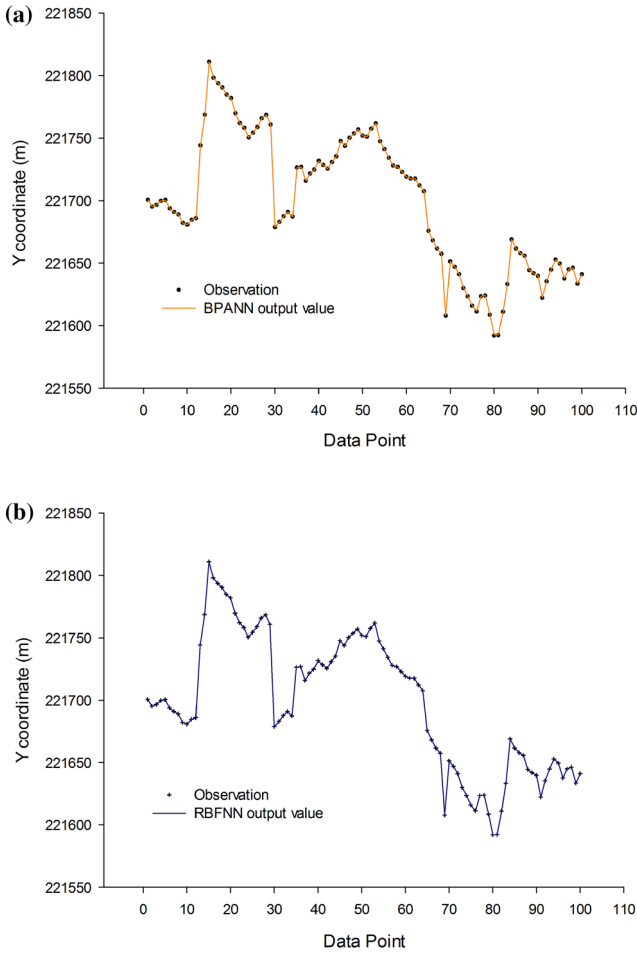 (a)
221850
221800
221750
221700
221650
221600
221550
Y coordinate (m)
Observation
BPANN output value
0 10 20 30 40 50 60 70 80 90 100 110
Data Point
(b)
221850
221800
221750
221700
221650
221600
221550
Y coordinate (m)
Observation
RBFNN output value
0 10 20 30 40 50 60 70 80 90 100 110
Data Point